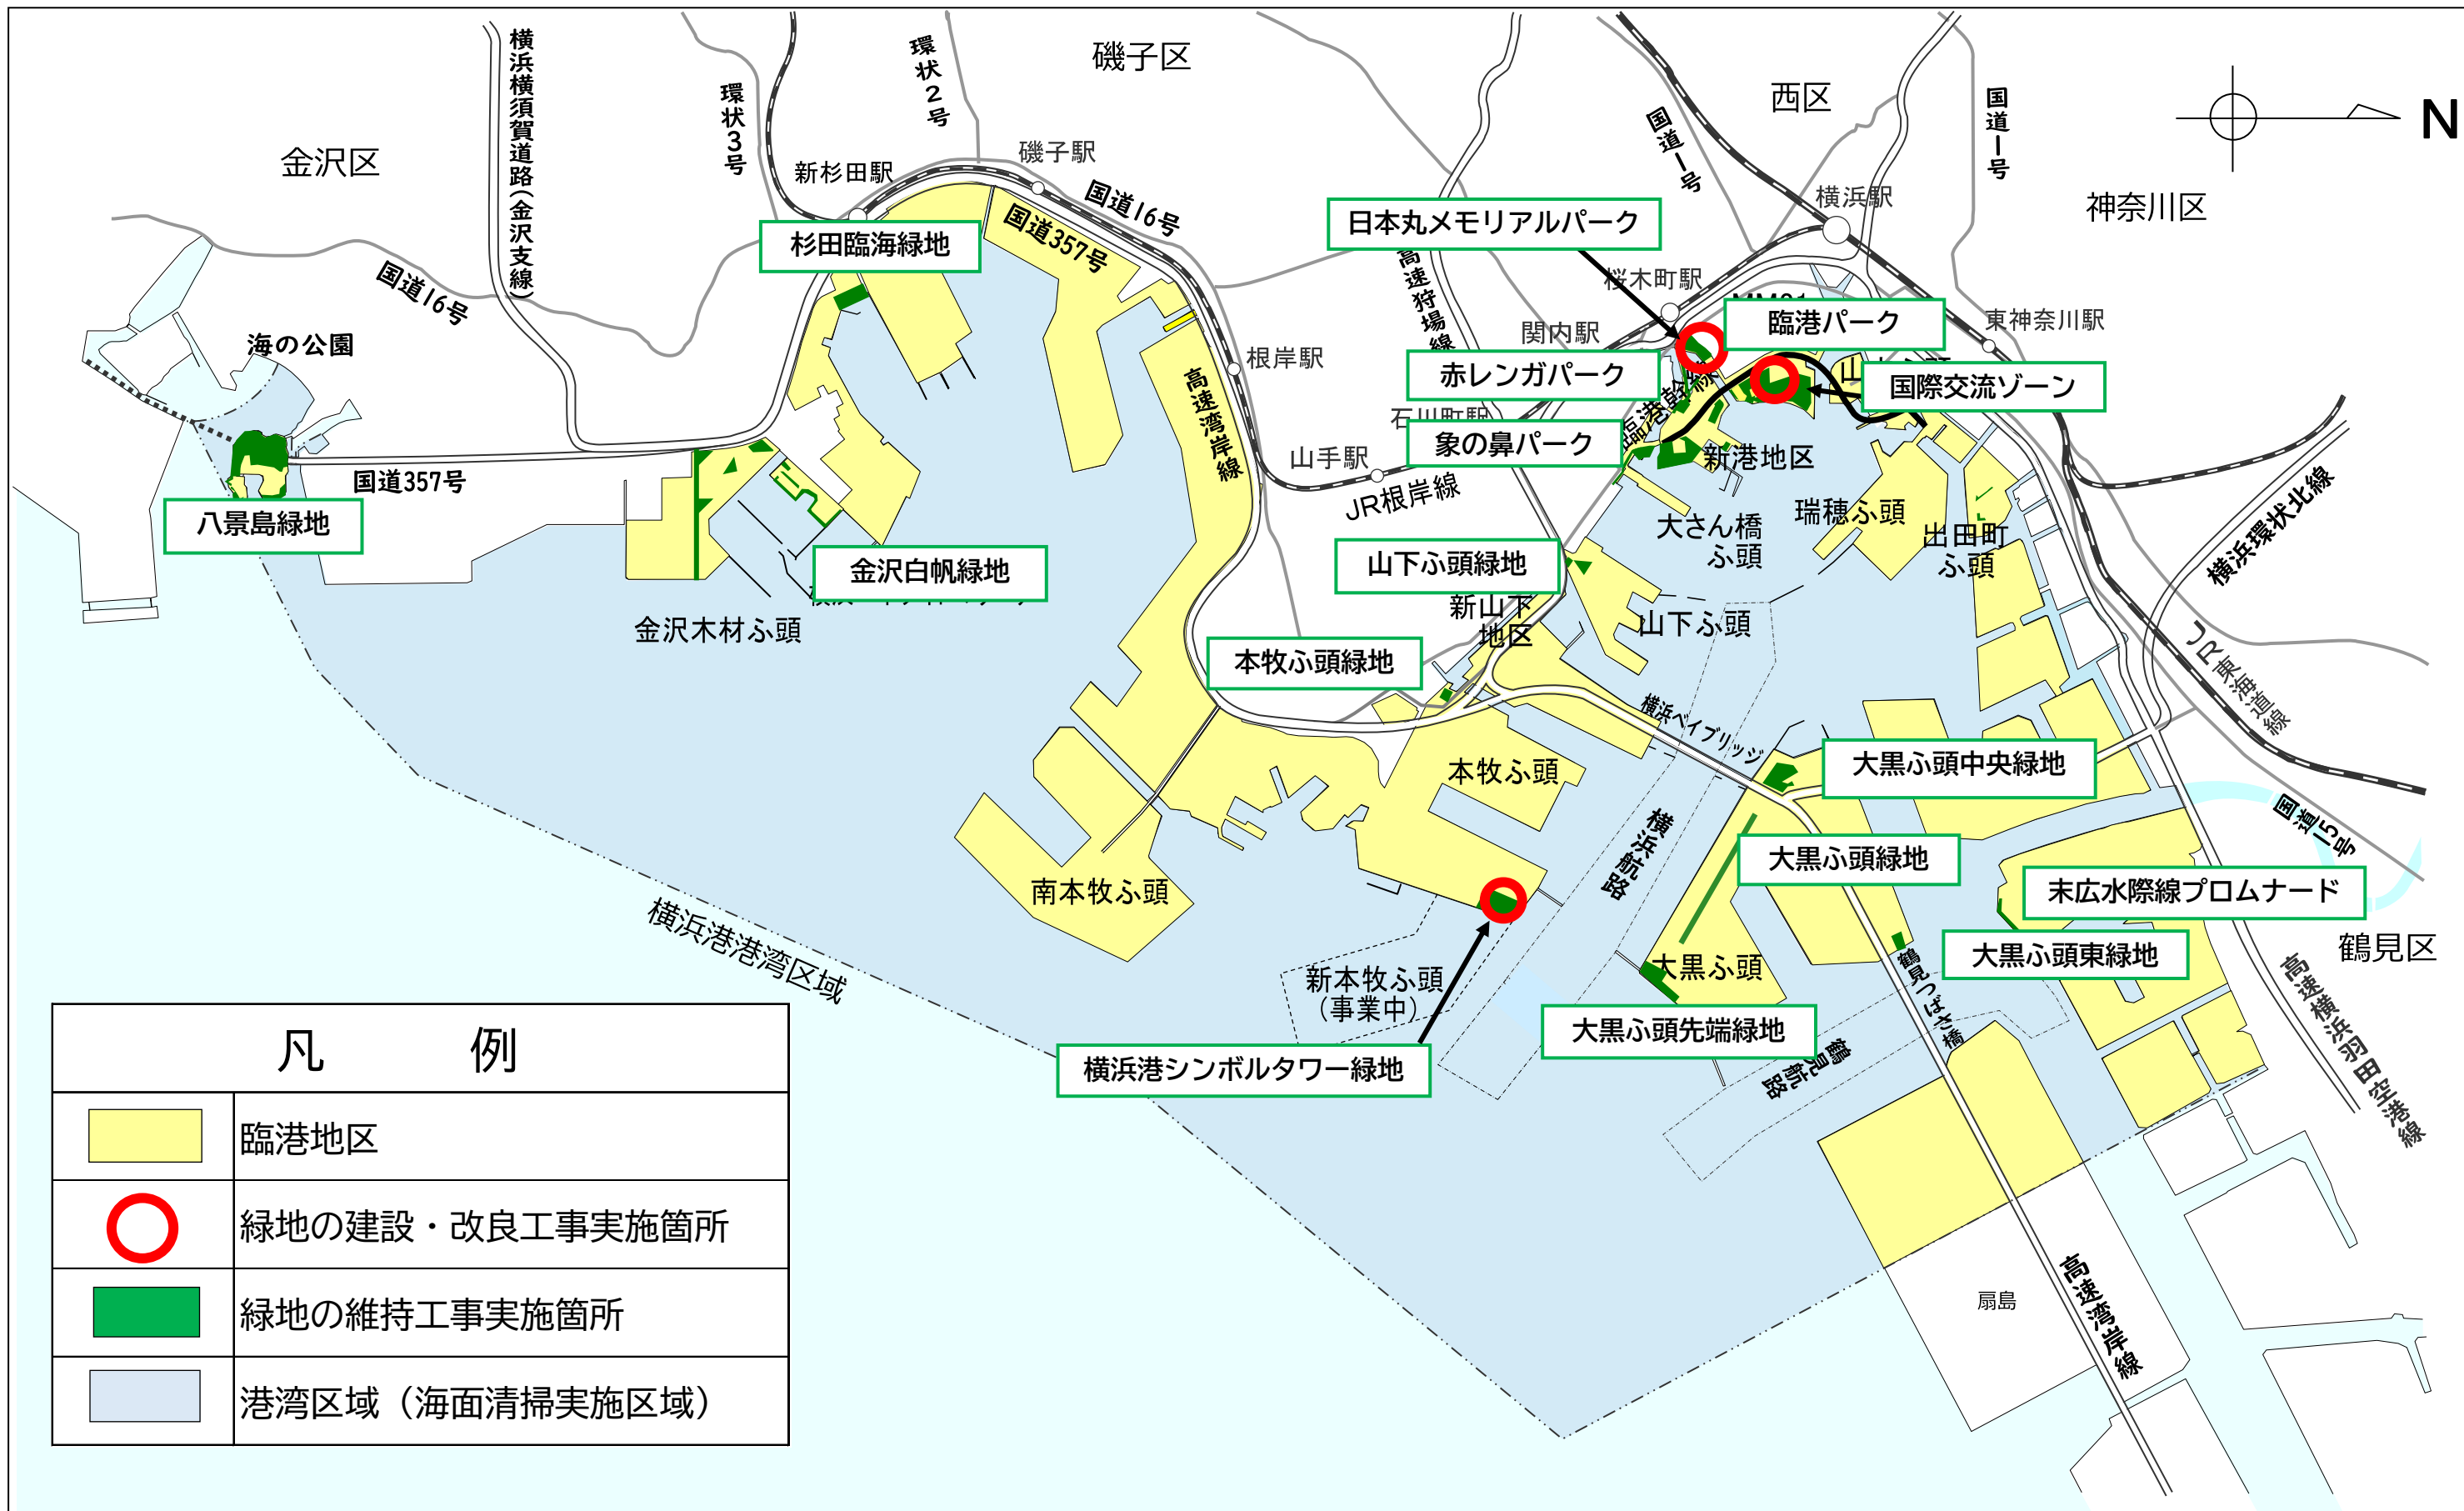 横浜横須賀道路（金沢支線）
環状3号
環状2号
磯子区
西区
国道1号
国道1号
N
金沢区
新杉田駅
磯子駅
国道16号
国道357号
横浜駅
神奈川区
日本丸メモリアルパーク
杉田臨海緑地
高速狩場線
桜木町駅
国道16号
海の公園
臨港パーク
東神奈川駅
関内駅
根岸駅
赤レンガパーク
国際交流ゾーン
高速湾岸線
石川町駅
臨港幹線
象の鼻パーク
山手駅
JR根岸線
新港地区
国道357号
八景島緑地
大さん橋
ふ頭
瑞穂ふ頭
出田町
ふ頭
横浜環状北線
金沢白帆緑地
山下ふ頭緑地
金沢木材ふ頭
新山下
地区
山下ふ頭
本牧ふ頭緑地
JR東海道線
横浜ベイブリッジ
本牧ふ頭
大黒ふ頭中央緑地
横浜航路
国道15号
大黒ふ頭緑地
南本牧ふ頭
末広水際線プロムナード
横浜港港湾区域
大黒ふ頭東緑地
鶴見区
新本牧ふ頭
（事業中）
大黒ふ頭
鶴見つばさ橋
高速横浜羽田空港線
大黒ふ頭先端緑地
横浜港シンボルタワー緑地
鶴見航路
凡 例
臨港地区
緑地の建設・改良工事実施箇所
緑地の維持工事実施箇所
港湾区域（海面清掃実施区域）
扇島
高速湾岸線